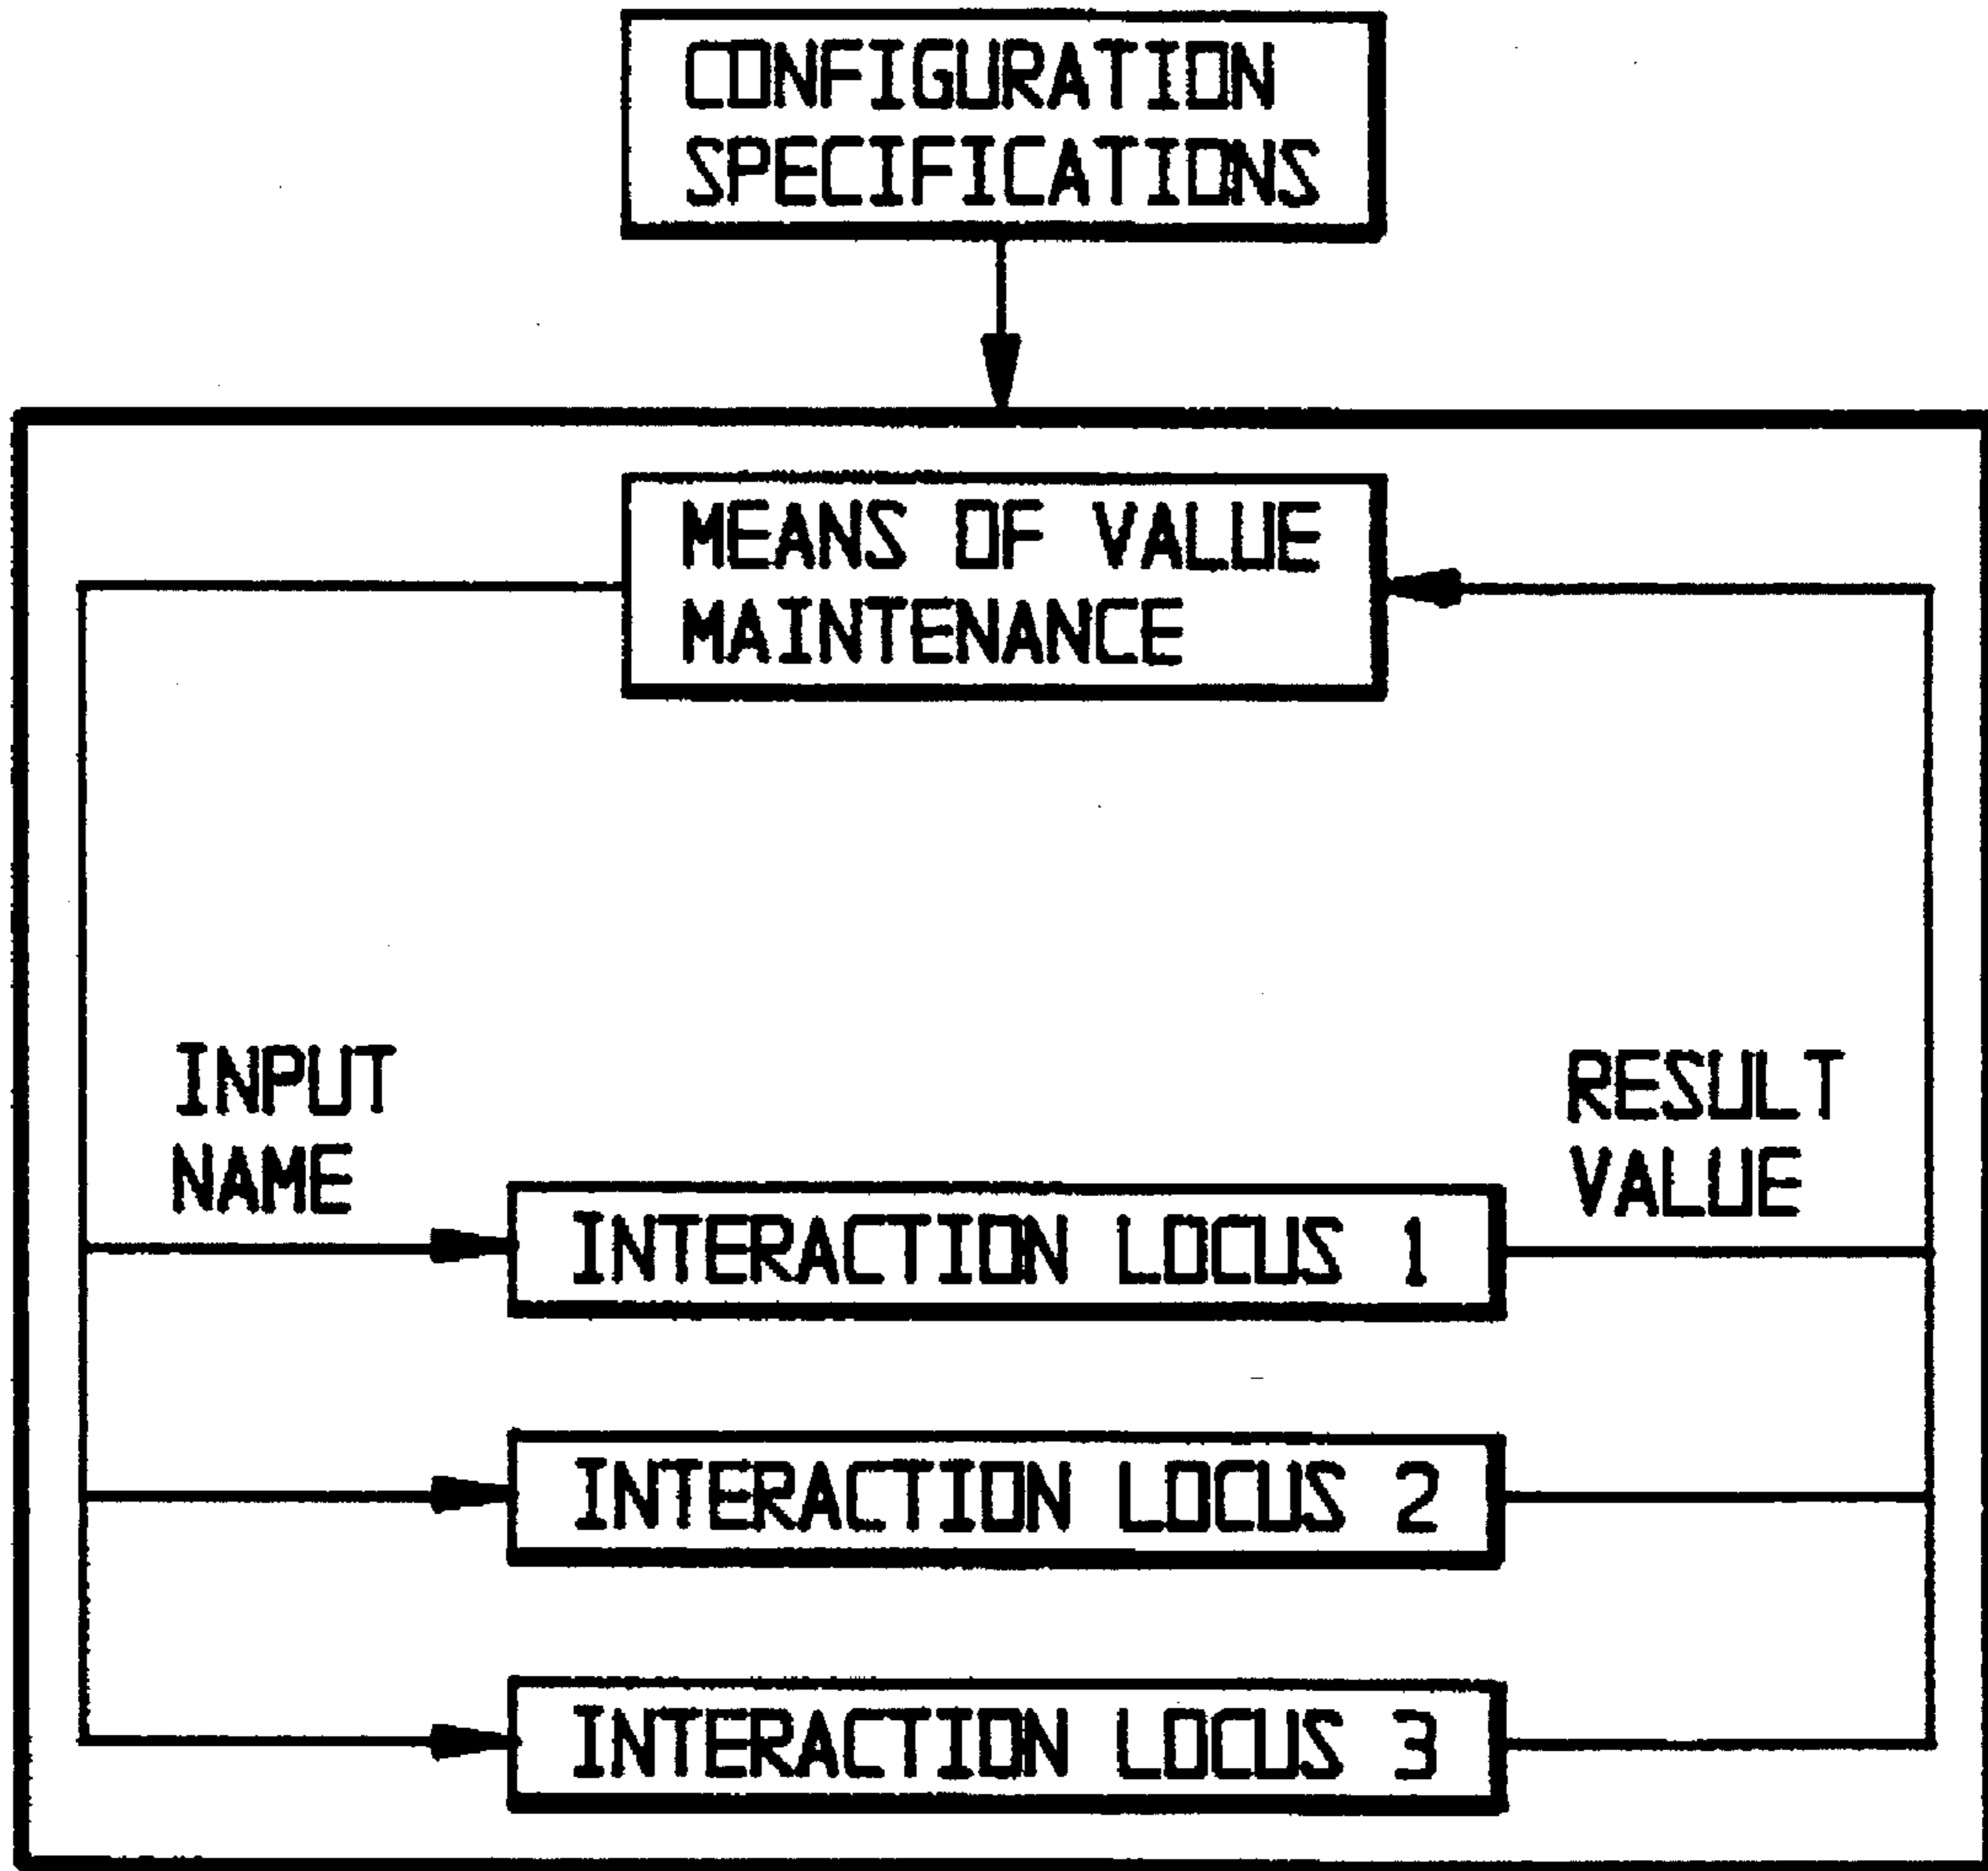 CONFIGURATION
SPECIFICATIONS
MEANS OF VALUE
MAINTENANCE
INPUT
NAME
RESULT
VALUE
INTERACTION LOCUS 1
INTERACTION LOCUS 2
INTERACTION LOCUS 3